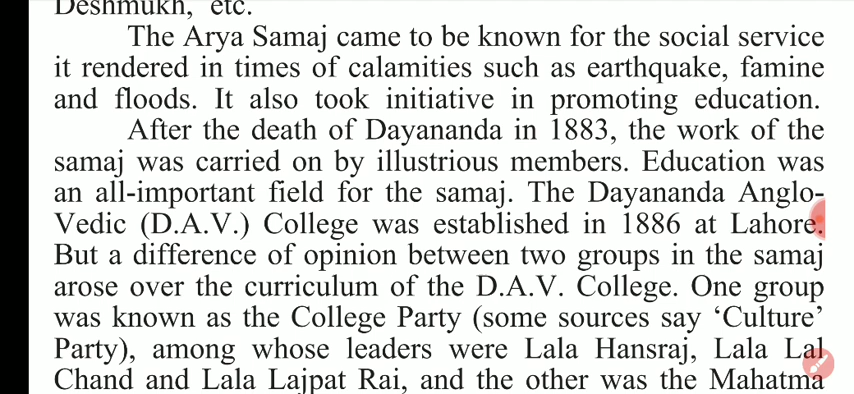 Deshmukh, etc.
The Arya Samaj came to be known for the social service
it rendered in times of calamities such as earthquake, famine
and floods. It also took initiative in promoting education.
After the death of Dayananda in 1883, the work of the
samaj was carried on by illustrious members. Education was
an all-important field for the samaj. The Dayananda Anglo-
Vedic (D.A.V.) College was established in 1886 at Lahore.
But a difference of opinion between two groups in the samaj
arose over the curriculum of the D.A.V. College. One group
was known as the College Party (some sources say ‘Culture’
Party), among whose leaders were Lala Hansraj, Lala Lal
Chand and Lala Lajpat Rai, and the other was the Mahatma